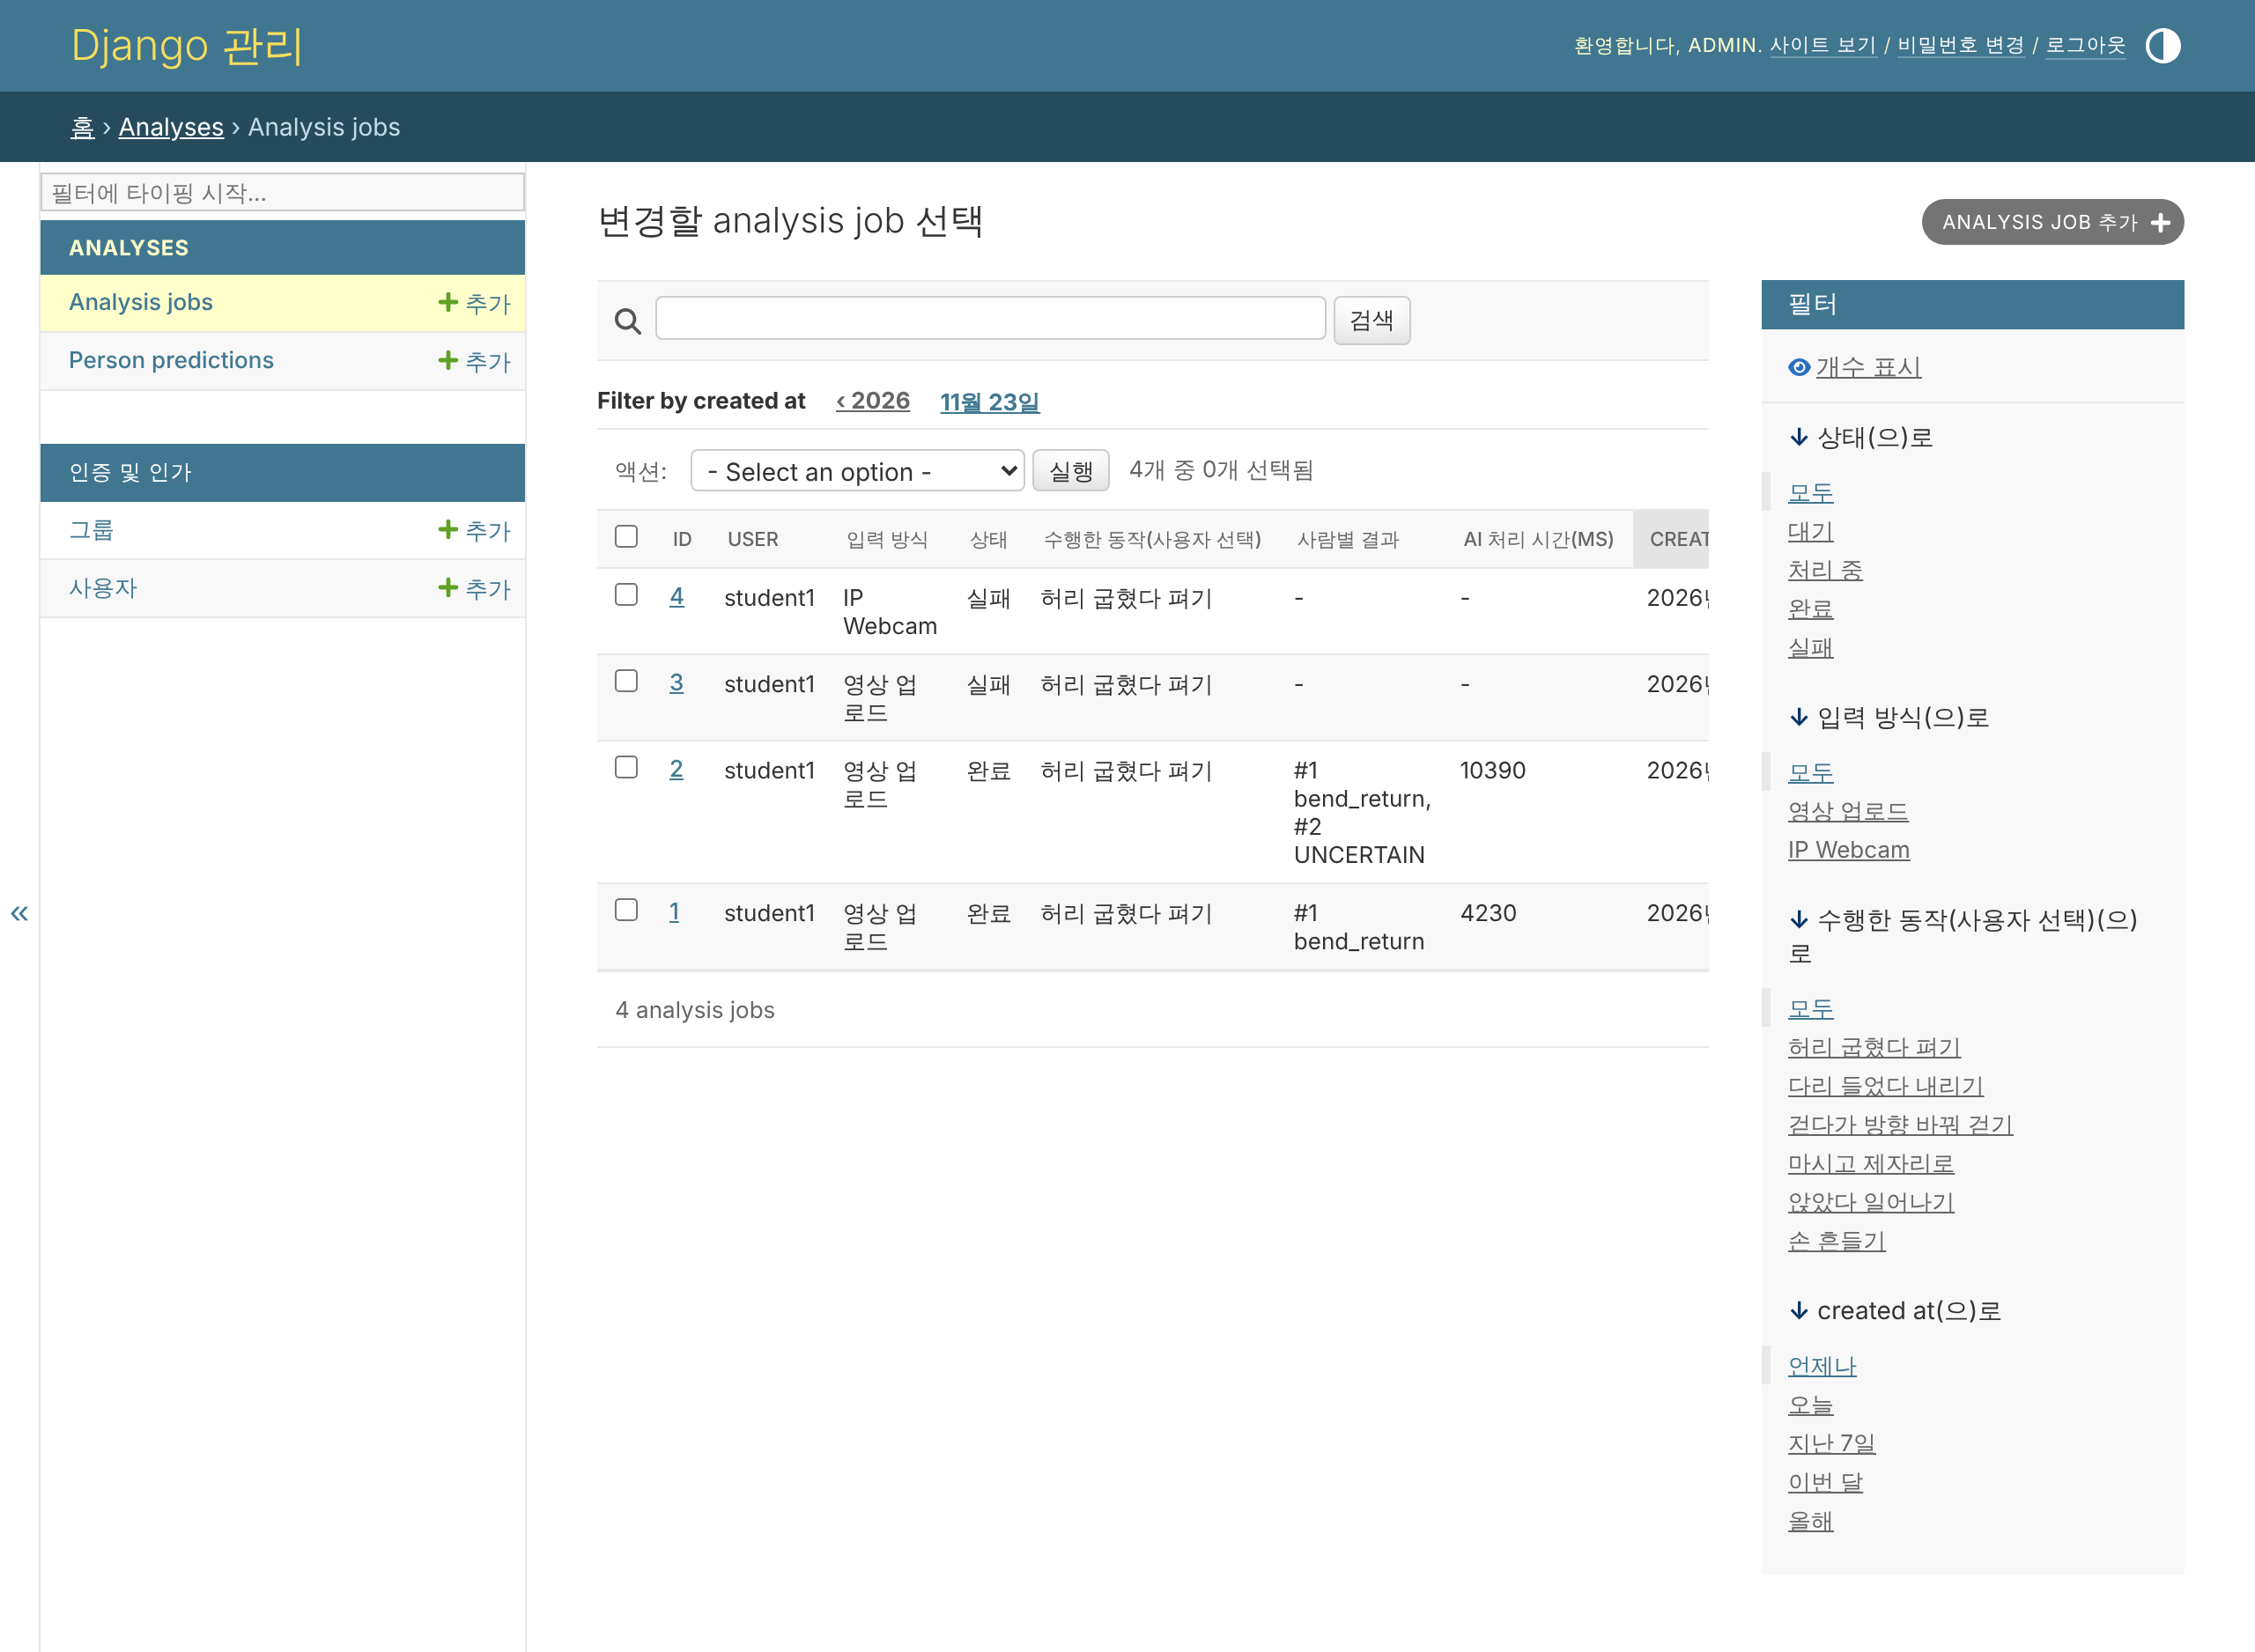 Django 관리
환영합니다, ADMIN. 사이트 보기 / 비밀번호 변경 / 로그아웃
홈 › Analyses › Analysis jobs
필터에 타이핑 시작...
ANALYSES
Analysis jobs 추가
Person predictions 추가
인증 및 인가
그룹 추가
사용자 추가
«
변경할 analysis job 선택
ANALYSIS JOB 추가
검색
Filter by created at ‹ 2026 11월 23일
액션: - Select an option - 실행 4개 중 0개 선택됨
ID USER 입력 방식 상태 수행한 동작(사용자 선택) 사람별 결과 AI 처리 시간(MS) CREAT
4 student1 IP 실패 허리 굽혔다 펴기 - - 2026
Webcam
3 student1 영상 업 실패 허리 굽혔다 펴기 - - 2026
로드
2 student1 영상 업 완료 허리 굽혔다 펴기 #1 10390 2026
로드 bend_return,
#2
UNCERTAIN
1 student1 영상 업 완료 허리 굽혔다 펴기 #1 4230 2026
로드 bend_return
4 analysis jobs
필터
개수 표시
상태(으)로
모두
대기
처리 중
완료
실패
입력 방식(으)로
모두
영상 업로드
IP Webcam
수행한 동작(사용자 선택)(으)
로
모두
허리 굽혔다 펴기
다리 들었다 내리기
걷다가 방향 바꿔 걷기
마시고 제자리로
앉았다 일어나기
손 흔들기
created at(으)로
언제나
오늘
지난 7일
이번 달
올해